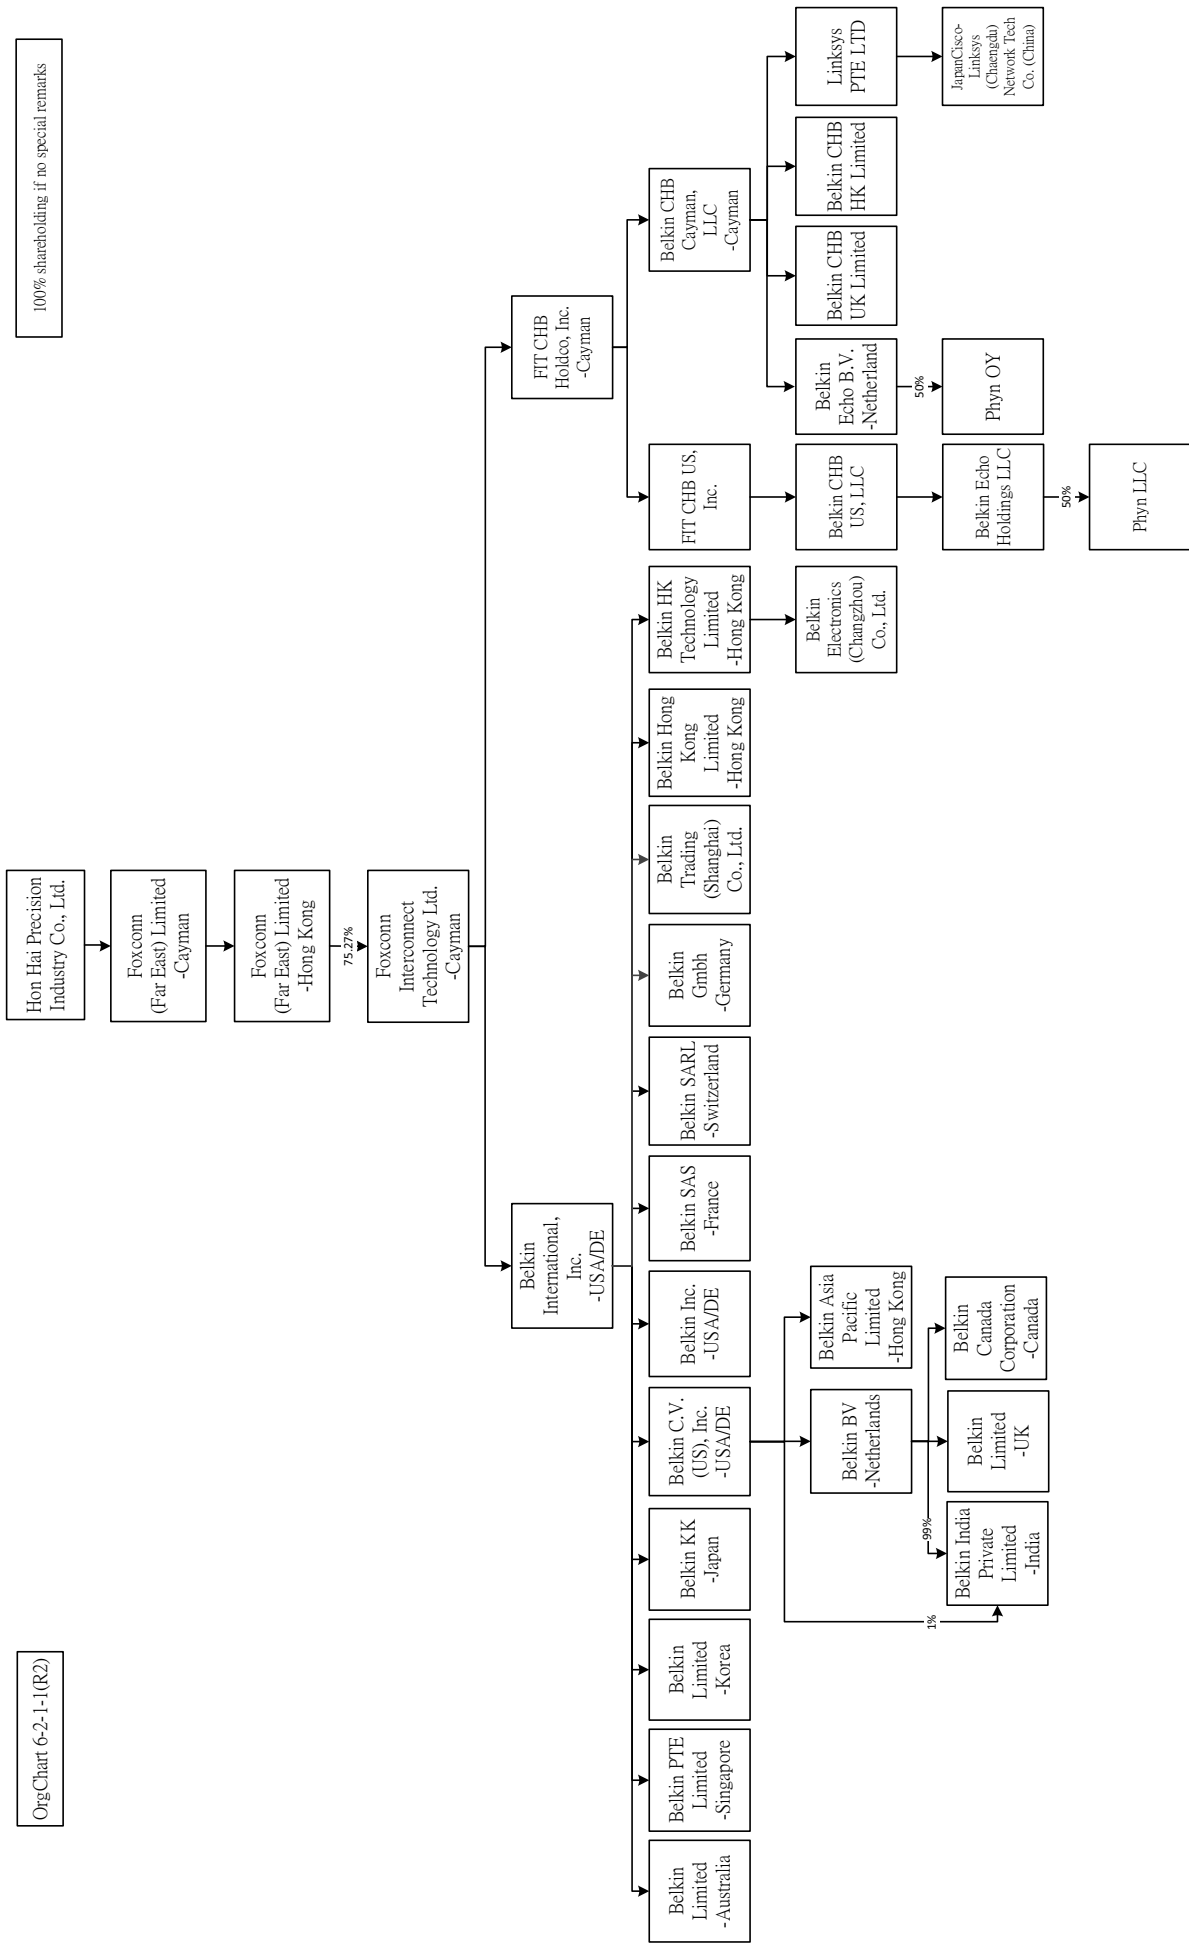 OrgChart 6-2-1-1(R2)
100% shareholding if no special remarks
Hon Hai Precision
Industry Co., Ltd.
Foxconn
(Far East) Limited
-Cayman
Foxconn
(Far East) Limited
-Hong Kong
75.27%
Foxconn
Interconnect
Technology Ltd.
-Cayman
Belkin
International,
Inc.
-USA/DE
FIT CHB
Holdco, Inc.
-Cayman
Belkin
Limited
-Australia
Belkin PTE
Limited
-Singapore
Belkin
Limited
-Korea
Belkin KK
-Japan
Belkin C.V.
(US), Inc.
-USA/DE
Belkin Inc.
-USA/DE
Belkin SAS
-France
Belkin SARL
-Switzerland
Belkin
Gmbh
-Germany
Belkin
Trading
(Shanghai)
Co., Ltd.
Belkin Hong
Kong
Limited
-Hong Kong
Belkin HK
Technology
Limited
-Hong Kong
FIT CHB US,
Inc.
Belkin CHB
Cayman,
LLC
-Cayman
Belkin BV
-Netherlands
Belkin Asia
Pacific
Limited
-Hong Kong
Belkin
Electronics
(Changzhou)
Co., Ltd.
Belkin CHB
US, LLC
Belkin
Echo B.V.
-Netherland
Belkin CHB
UK Limited
Belkin CHB
HK Limited
Linksys
PTE LTD
1%
99%
50%
Belkin India
Private
Limited
-India
Belkin
Limited
-UK
Belkin
Canada
Corporation
-Canada
Belkin Echo
Holdings LLC
Phyn OY
JapanCisco-
Linksys
(Chaengdu)
Network Tech
Co. (China)
50%
Phyn LLC